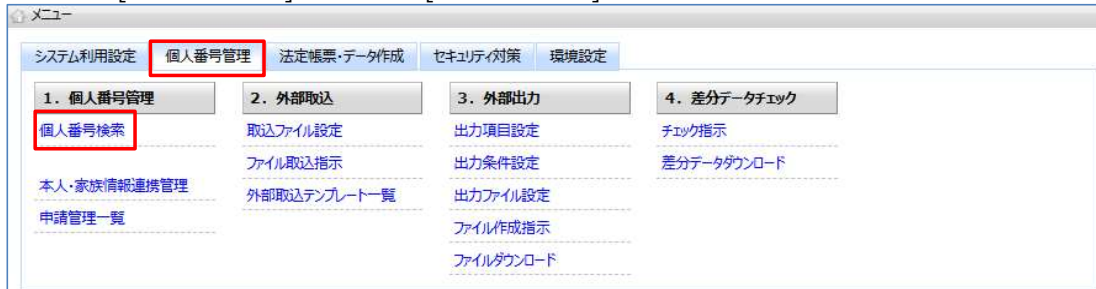 メニュー
システム利用設定 個人番号管理 法定帳票・データ作成 セキュリティ対策 環境設定
1. 個人番号管理 2. 外部取込 3. 外部出力 4. 差分データチェック
個人番号検索 取込ファイル設定 出力項目設定 チェック指示
ファイル取込指示 出力条件設定 差分データダウンロード
本人・家族情報連携管理 外部取込テンプレート一覧 出力ファイル設定
申請管理一覧 ファイル作成指示
ファイルダウンロード